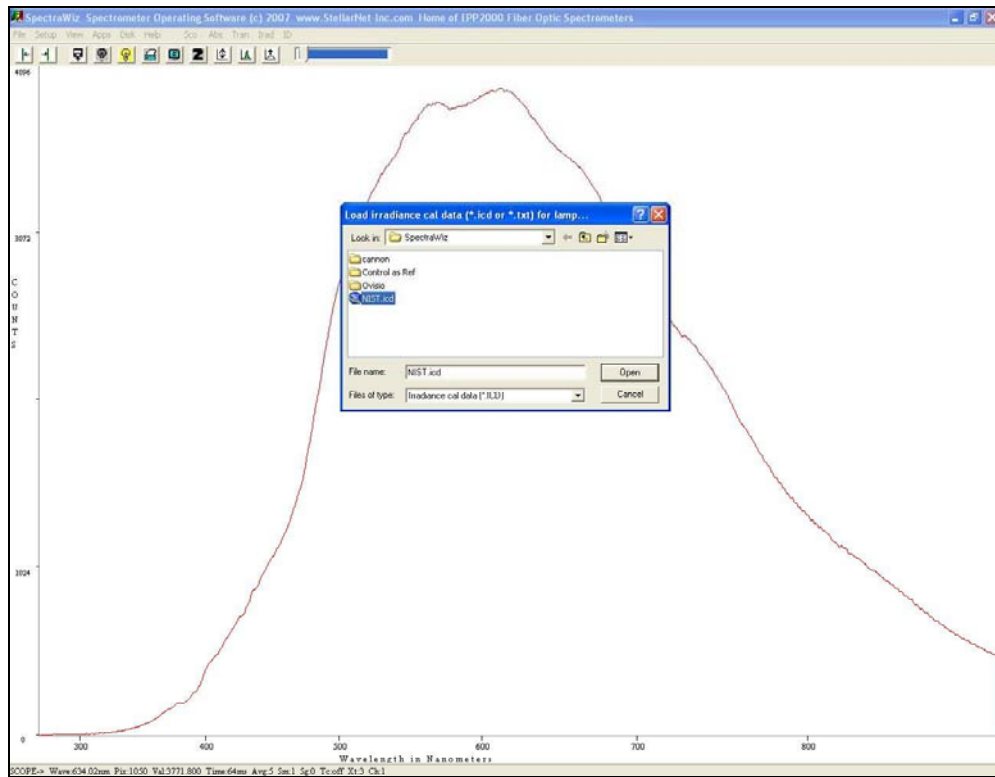 SpectraWiz Spectrometer Operating Software (c) 2007 www.StellarNet-Inc.com Home of EPP2000 Fiber Optic Spectrometers
File Setup View Apps Disk Help Sco Abs Tran Irad ID
4096
3072
COUNTS
1024
0
Load irradiance cal data (*.icd or *.txt) for lamp...
Look in: SpectraWiz
cannon
Control as Ref
Ovisio
NIST.icd
File name: NIST.icd Open
Files of type: Irradiance cal data (*.ICD) Cancel
300 400 500 600 700 800
Wavelength in Nanometers
SCOPE-> Wave:634.02nm Pix:1050 Val:3771.800 Time:64ms Avg:5 Sm:1 Sg:0 Tc:off Xt:3 Ch:1